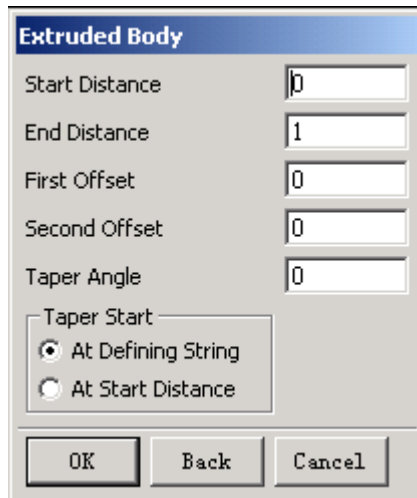 Extruded Body
Start Distance 0
End Distance 1
First Offset 0
Second Offset 0
Taper Angle 0
Taper Start
At Defining String
At Start Distance
OK Back Cancel